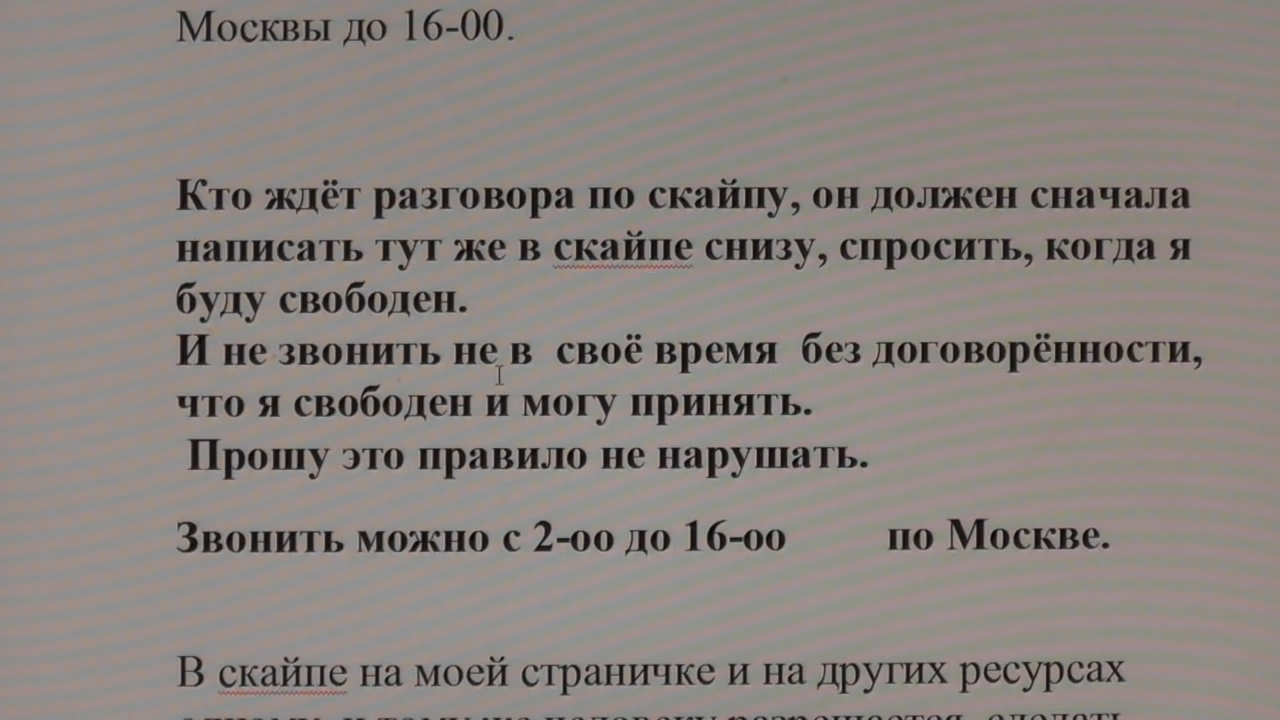 Москвы до 16-00.
Кто ждёт разговора по скайпу, он должен сначала
написать тут же в скайпе снизу, спросить, когда я
буду свободен.
И не звонить не в  своё время  без договорённости,
что я свободен и могу принять.
Прошу это правило не нарушать.
Звонить можно с 2-оо до 16-оо        по Москве.
В скайпе на моей страничке и на других ресурсах